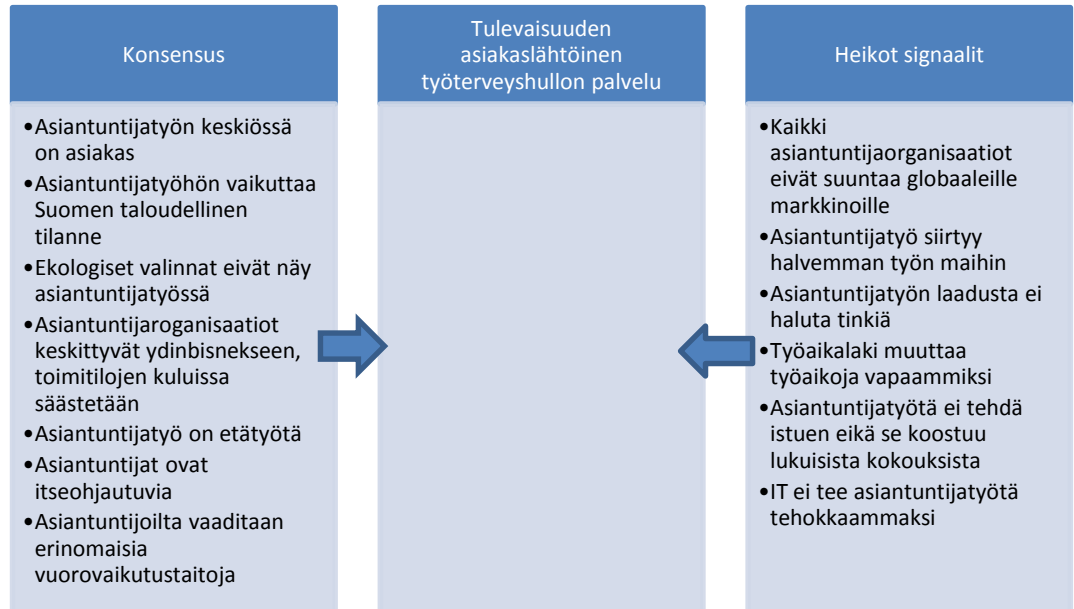 Konsensus
•Asiantuntijatyön keskiössä
on asiakas
•Asiantuntijatyöhön vaikuttaa
Suomen taloudellinen
tilanne
•Ekologiset valinnat eivät näy
asiantuntijatyössä
•Asiantuntijaroganisaatiot
keskittyvät ydinbisnekseen,
toimitilojen kuluissa
säästetään
•Asiantuntijatyö on etätyötä
•Asiantuntijat ovat
itseohjautuvia
•Asiantuntijoilta vaaditaan
erinomaisia
vuorovaikutustaitoja
Tulevaisuuden
asiakaslähtöinen
työterveyshullon palvelu
Heikot signaalit
•Kaikki
asiantuntijaorganisaatiot
eivät suuntaa globaaleille
markkinoille
•Asiantuntijatyö siirtyy
halvemman työn maihin
•Asiantuntijatyön laadusta ei
haluta tinkiä
•Työaikalaki muuttaa
työaikoja vapaammiksi
•Asiantuntijatyötä ei tehdä
istuen eikä se koostuu
lukuisista kokouksista
•IT ei tee asiantuntijatyötä
tehokkaammaksi